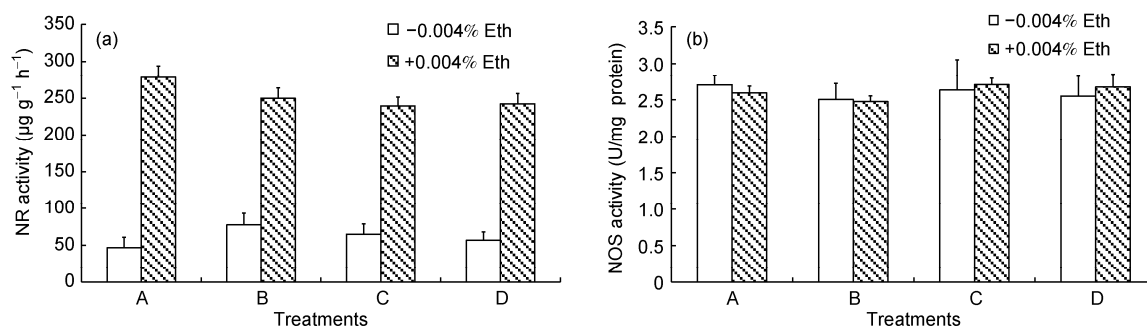 (a)
−0.004% Eth
+0.004% Eth
NR activity (μg g⁻¹ h⁻¹)
350
300
250
200
150
100
50
0
A B C D
Treatments
(b)
−0.004% Eth
+0.004% Eth
NOS activity (U/mg protein)
3.5
3.0
2.5
2.0
1.5
1.0
0.5
0.0
A B C D
Treatments